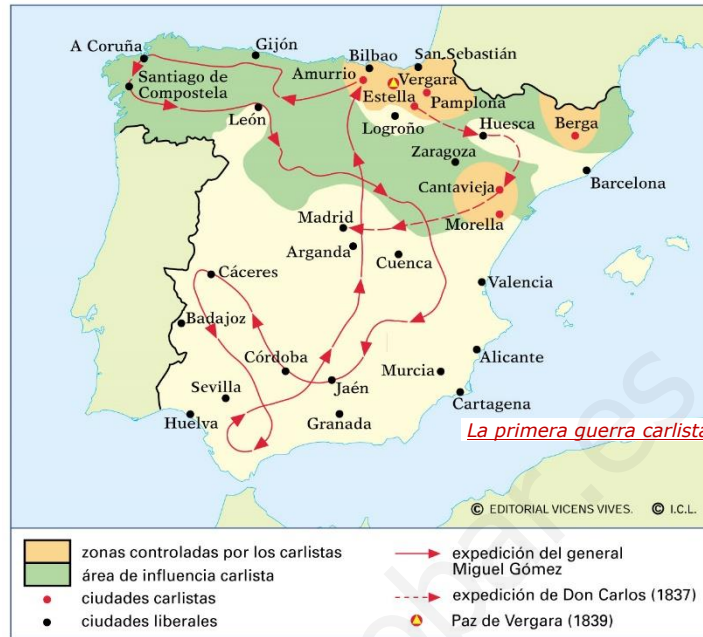 A Coruña
Gijón
Bilbao
San Sebastián
Amurrio
Vergara
Santiago de
Compostela
Estella
Pamplona
León
Logroño
Huesca
Berga
Zaragoza
Barcelona
Cantavieja
Madrid
Morella
Arganda
Cuenca
Cáceres
Valencia
Badajoz
Alicante
Córdoba
Murcia
Sevilla
Jaén
Cartagena
Huelva
Granada
La primera guerra carlista
© EDITORIAL VICENS VIVES. © I.C.L.
zonas controladas por los carlistas
área de influencia carlista
ciudades carlistas
ciudades liberales
expedición del general
Miguel Gómez
expedición de Don Carlos (1837)
Paz de Vergara (1839)